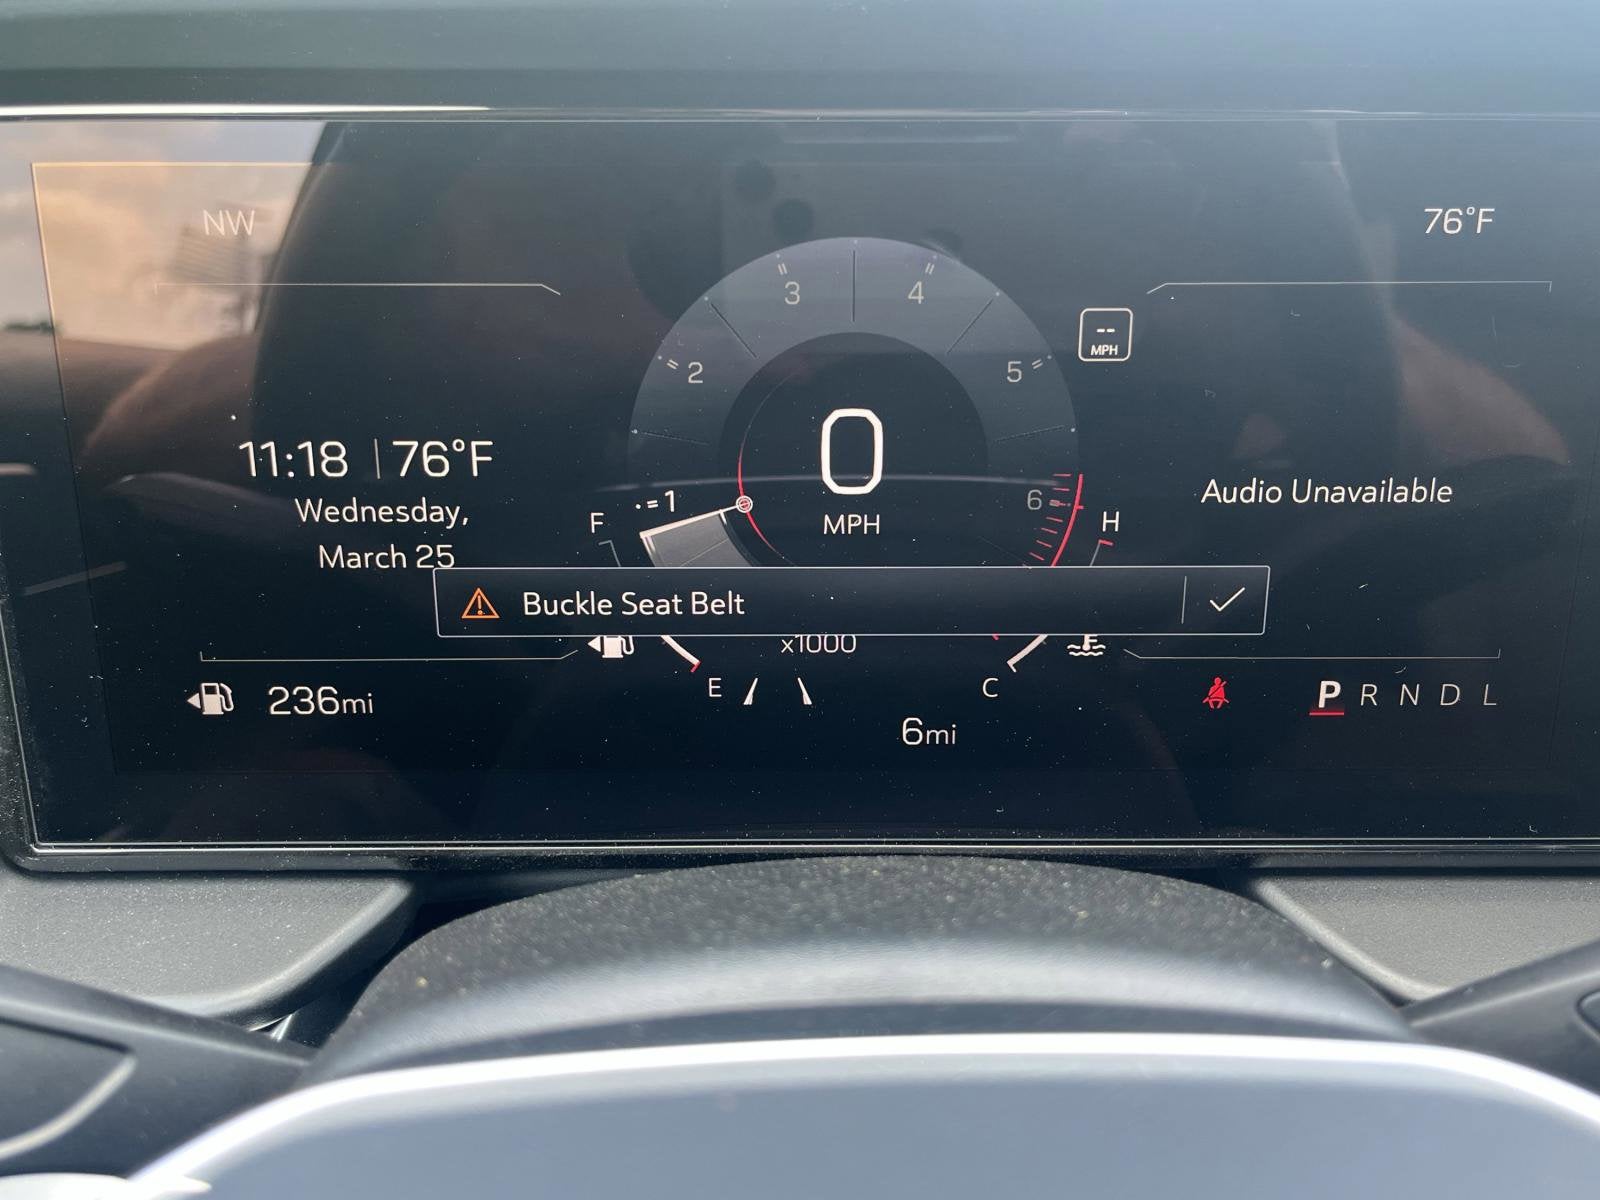 NW
76°F
3 4
2 5
-- MPH
11:18 | 76°F
0
1 6
Wednesday,
March 25
Audio Unavailable
F MPH H
Buckle Seat Belt
x1000
E C
236mi
6mi
P R N D L